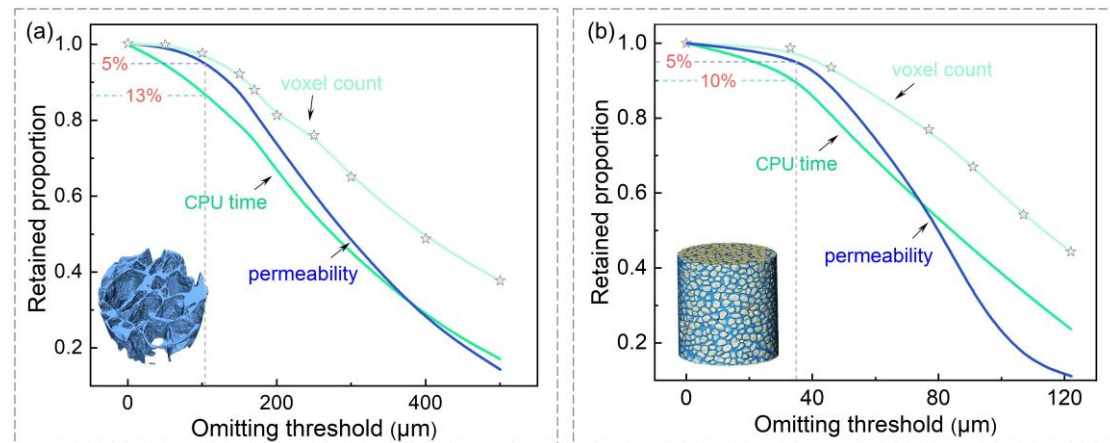 (a)
1.0
5%
13%
0.8
0.6
0.4
0.2
Retained proportion
voxel count
CPU time
permeability
0 200 400
Omitting threshold (μm)
(b)
1.0
5%
10%
0.8
0.6
0.4
0.2
Retained proportion
voxel count
CPU time
permeability
0 40 80 120
Omitting threshold (μm)